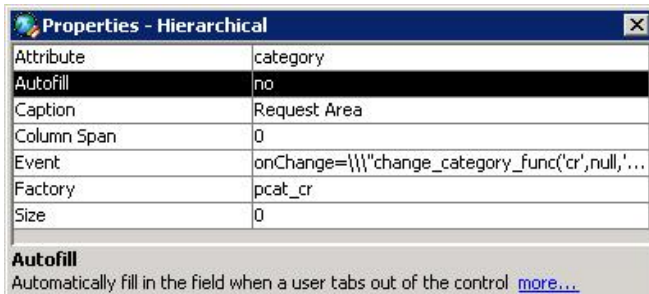 Properties - Hierarchical
Attribute category
Autofill no
Caption Request Area
Column Span 0
Event onChange=\\\"change_category_func('cr',null,'...
Factory pcat_cr
Size 0
Autofill
Automatically fill in the field when a user tabs out of the control more...